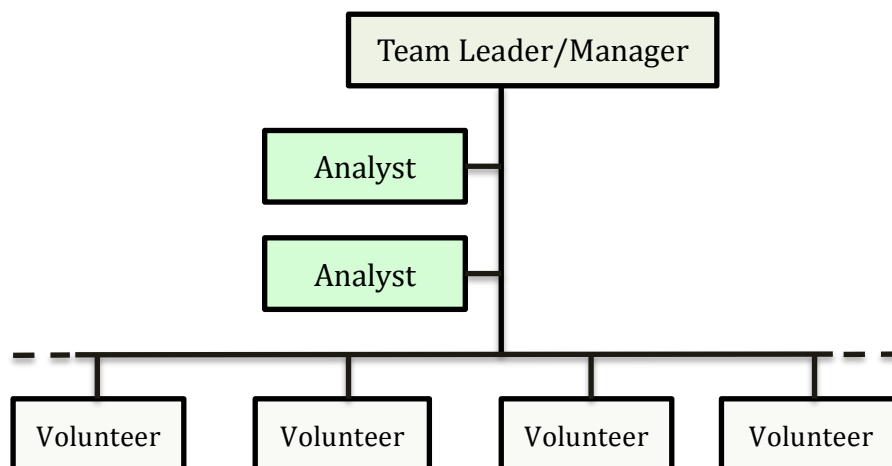 Team Leader/Manager
Analyst
Analyst
Volunteer
Volunteer
Volunteer
Volunteer